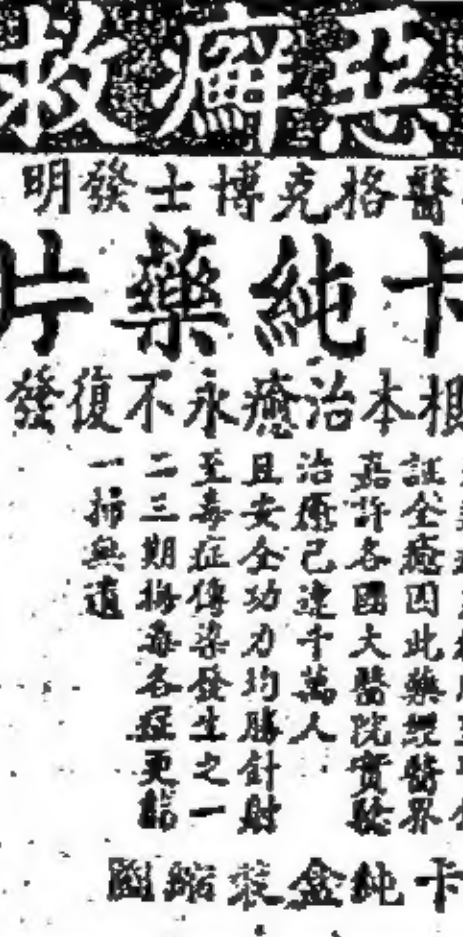 惡癬救
醫格克博士發明
卡純藥片
根本治癒永不復發
証全癒因此藥經醫界
嘉許各國大醫院實驗
治癒已達千萬人
且安全功力均勝針射
至毒症傳染發生之一
二三期梅毒各症更能
一掃無遺
卡純盒裝縮圖